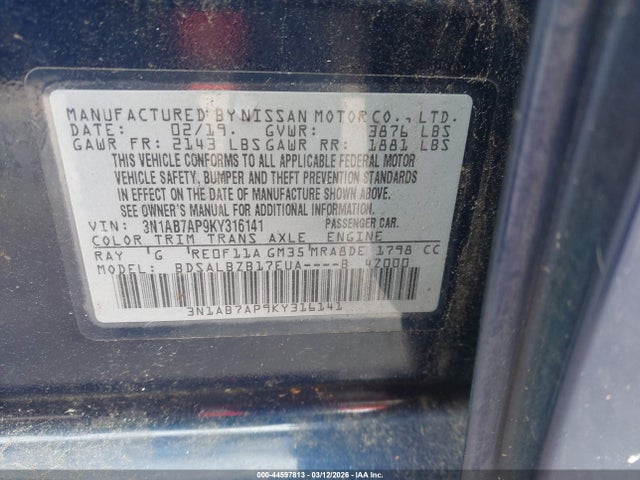 MANUFACTURED BY NISSAN MOTOR CO., LTD.
DATE: 02/19. GVWR: 3876 LBS
GAWR FR: 2143 LBS GAWR RR: 1881 LBS
THIS VEHICLE CONFORMS TO ALL APPLICABLE FEDERAL MOTOR
VEHICLE SAFETY, BUMPER, AND THEFT PREVENTION STANDARDS
IN EFFECT ON THE DATE OF MANUFACTURE SHOWN ABOVE.
SEE OWNER'S MANUAL FOR ADDITIONAL INFORMATION.
VIN: 3N1AB7AP9KY316141 PASSENGER CAR.
COLOR TRIM TRANS AXLE ENGINE
RAY G RE0F11A GM35 MRA8DE 1798 CC
MODEL: BDSALBZB17EUA----B 4Z000
3N1AB7AP9KY316141
000-44597813 - 03/12/2026 - IAA Inc.